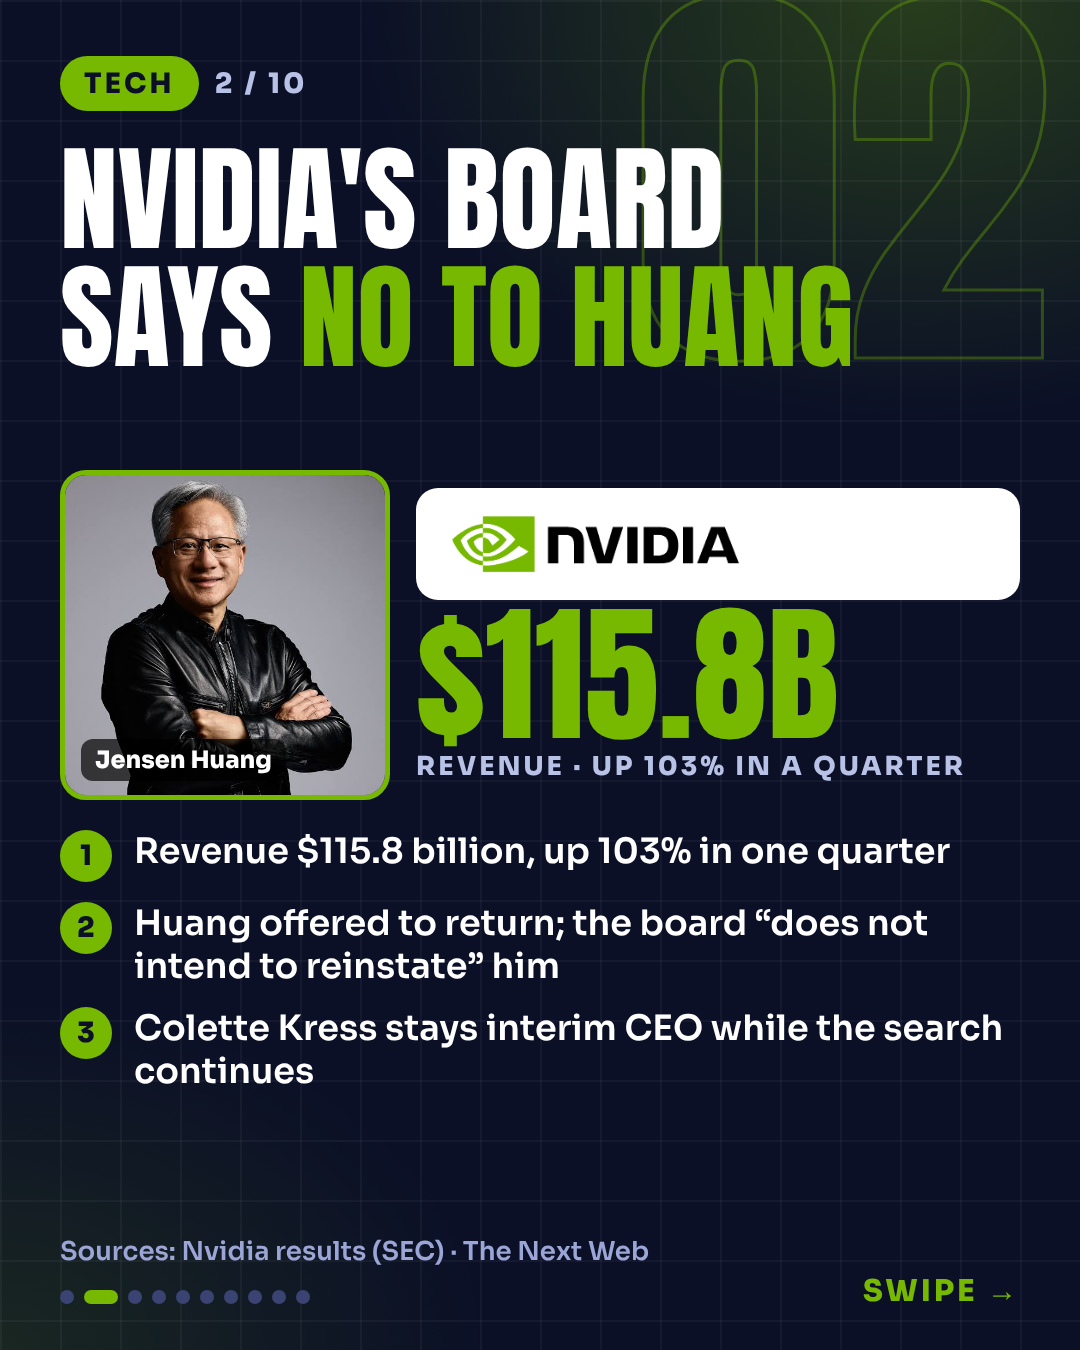 02
TECH 2 / 10
NVIDIA'S BOARD
SAYS NO TO HUANG
Jensen Huang
NVIDIA
$115.8B
REVENUE · UP 103% IN A QUARTER
1 Revenue $115.8 billion, up 103% in one quarter
2 Huang offered to return; the board “does not
intend to reinstate” him
3 Colette Kress stays interim CEO while the search
continues
Sources: Nvidia results (SEC) · The Next Web
SWIPE →